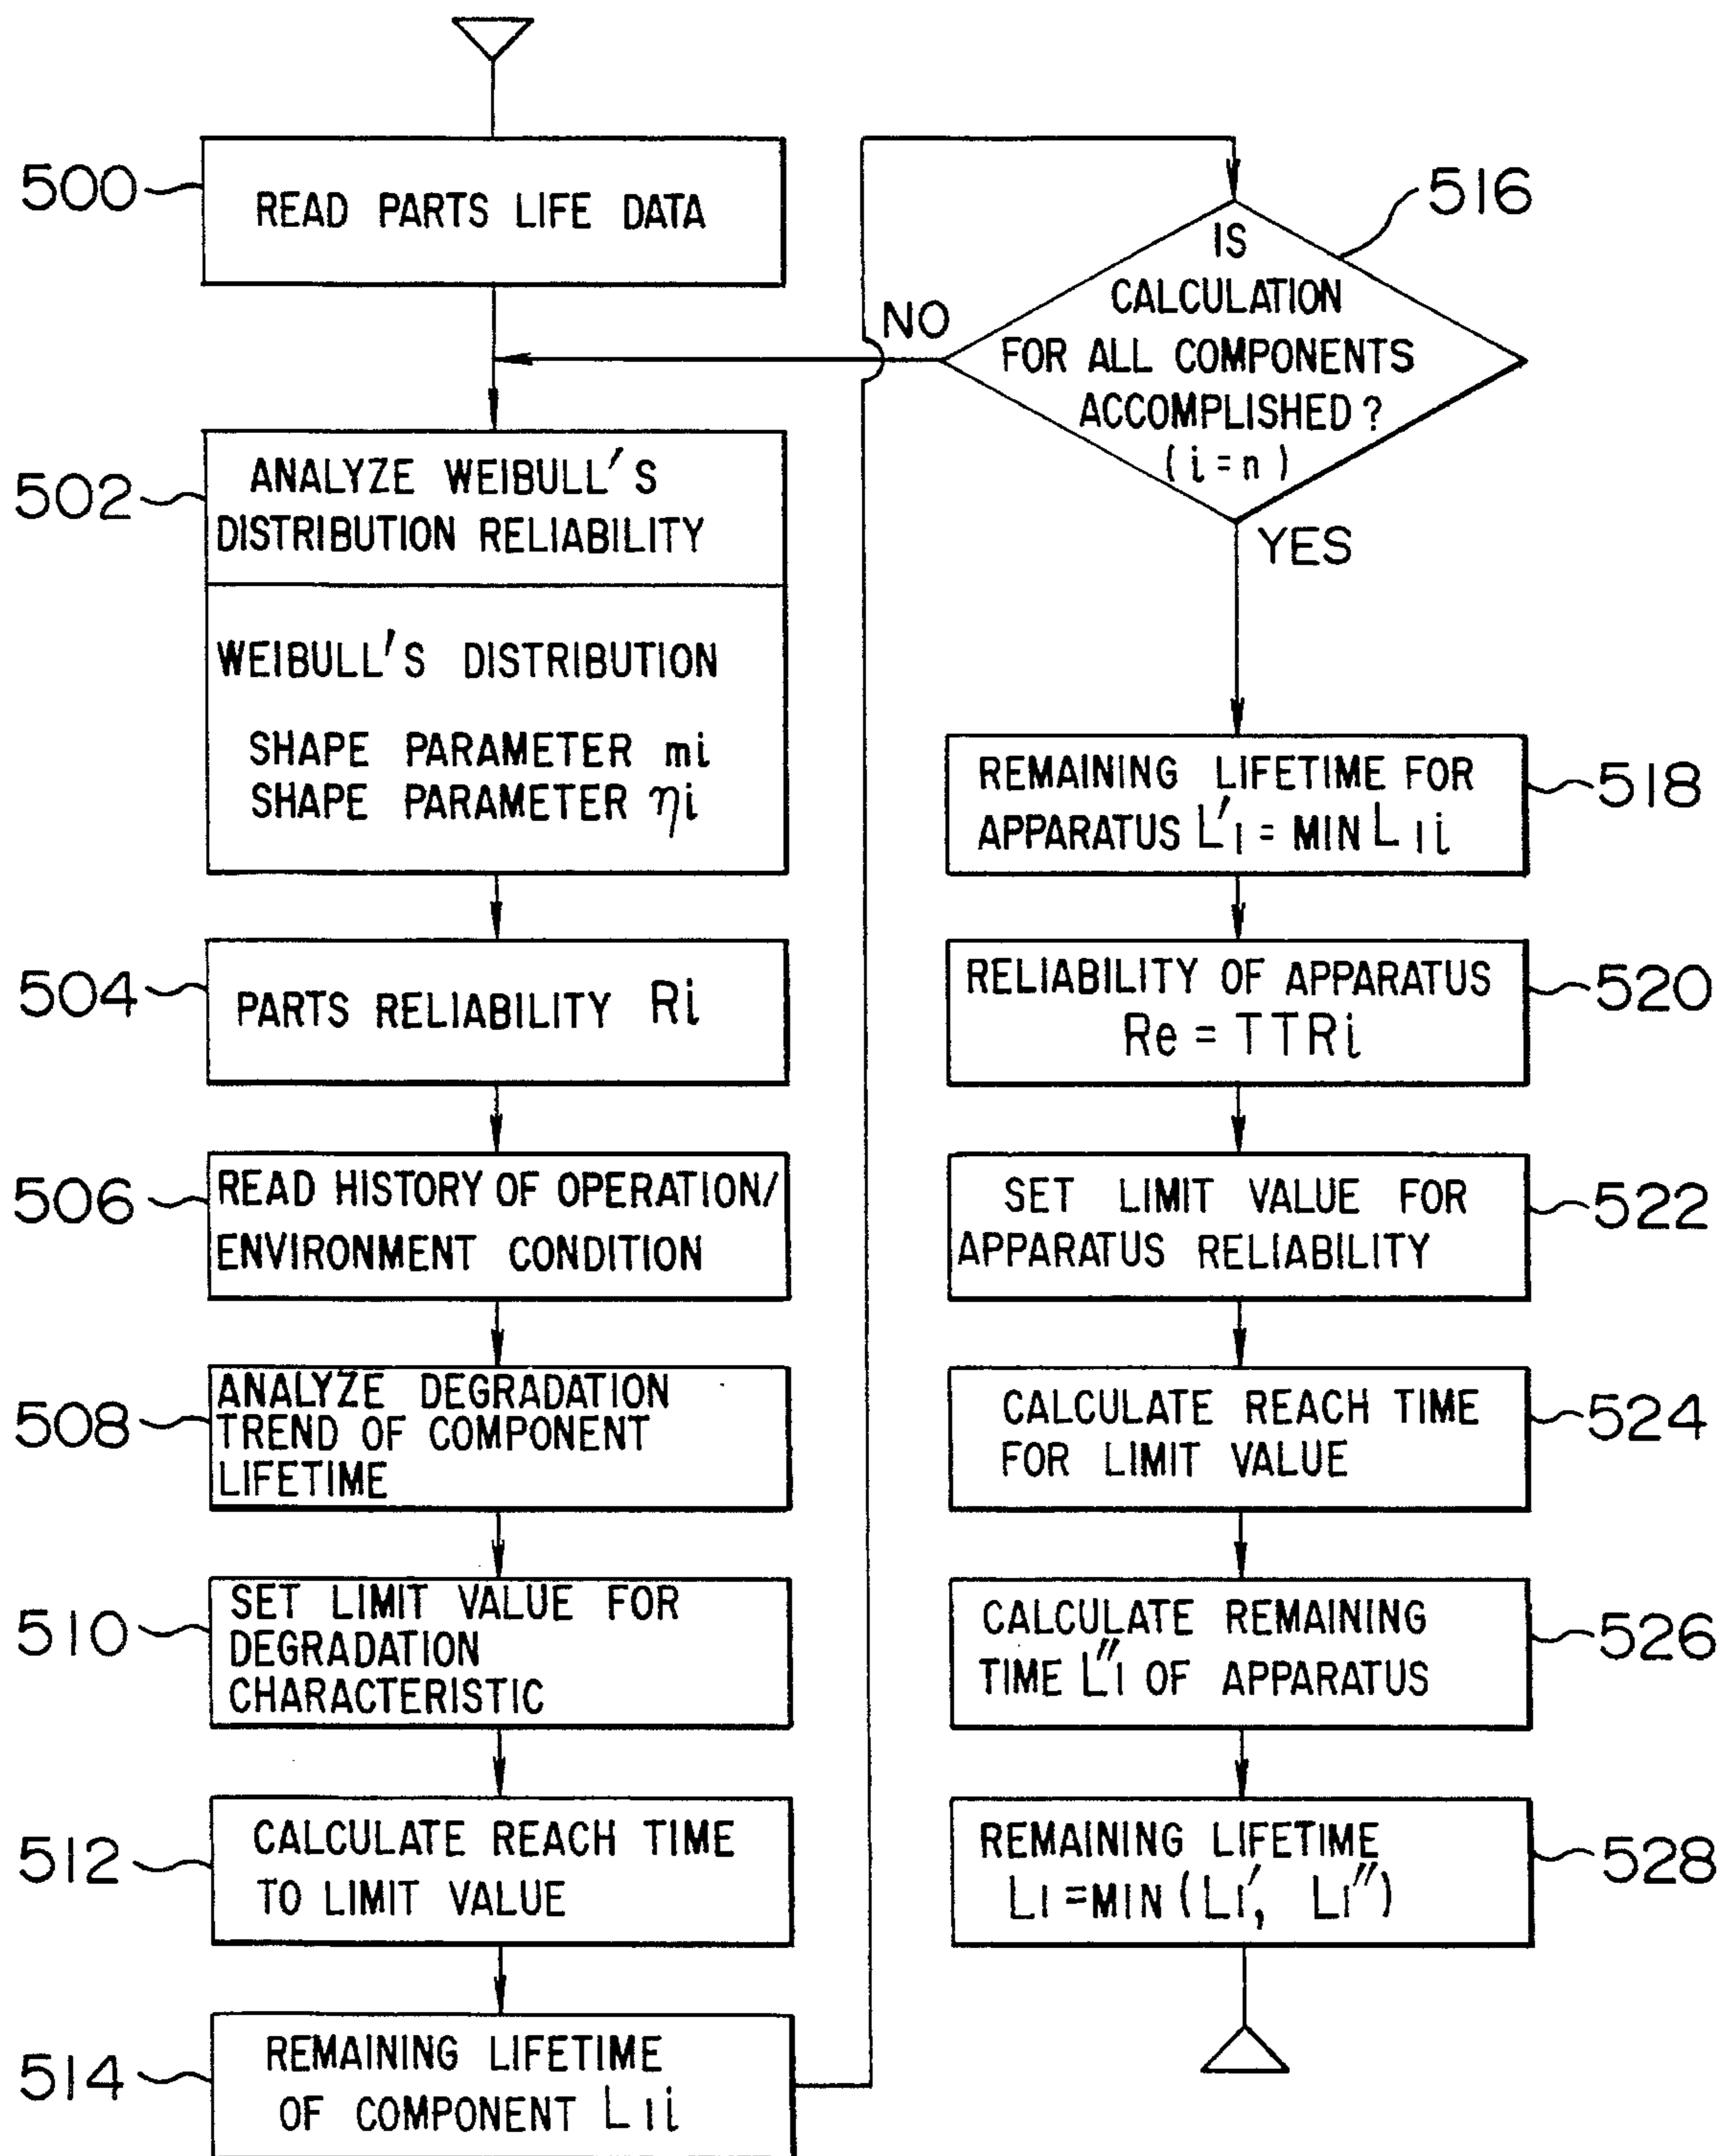 500
READ PARTS LIFE DATA
502
ANALYZE WEIBULL'S
DISTRIBUTION RELIABILITY
WEIBULL'S DISTRIBUTION
SHAPE PARAMETER mi
SHAPE PARAMETER ηi
504
PARTS RELIABILITY Ri
506
READ HISTORY OF OPERATION/
ENVIRONMENT CONDITION
508
ANALYZE DEGRADATION
TREND OF COMPONENT
LIFETIME
510
SET LIMIT VALUE FOR
DEGRADATION
CHARACTERISTIC
512
CALCULATE REACH TIME
TO LIMIT VALUE
514
REMAINING LIFETIME
OF COMPONENT L1i
516
IS
CALCULATION
FOR ALL COMPONENTS
ACCOMPLISHED?
(i=n)
NO
YES
REMAINING LIFETIME FOR
APPARATUS L'1 = MIN L1i
518
RELIABILITY OF APPARATUS
Re = TTRi
520
SET LIMIT VALUE FOR
APPARATUS RELIABILITY
522
CALCULATE REACH TIME
FOR LIMIT VALUE
524
CALCULATE REMAINING
TIME L"1 OF APPARATUS
526
REMAINING LIFETIME
L1 = MIN (L1', L1")
528